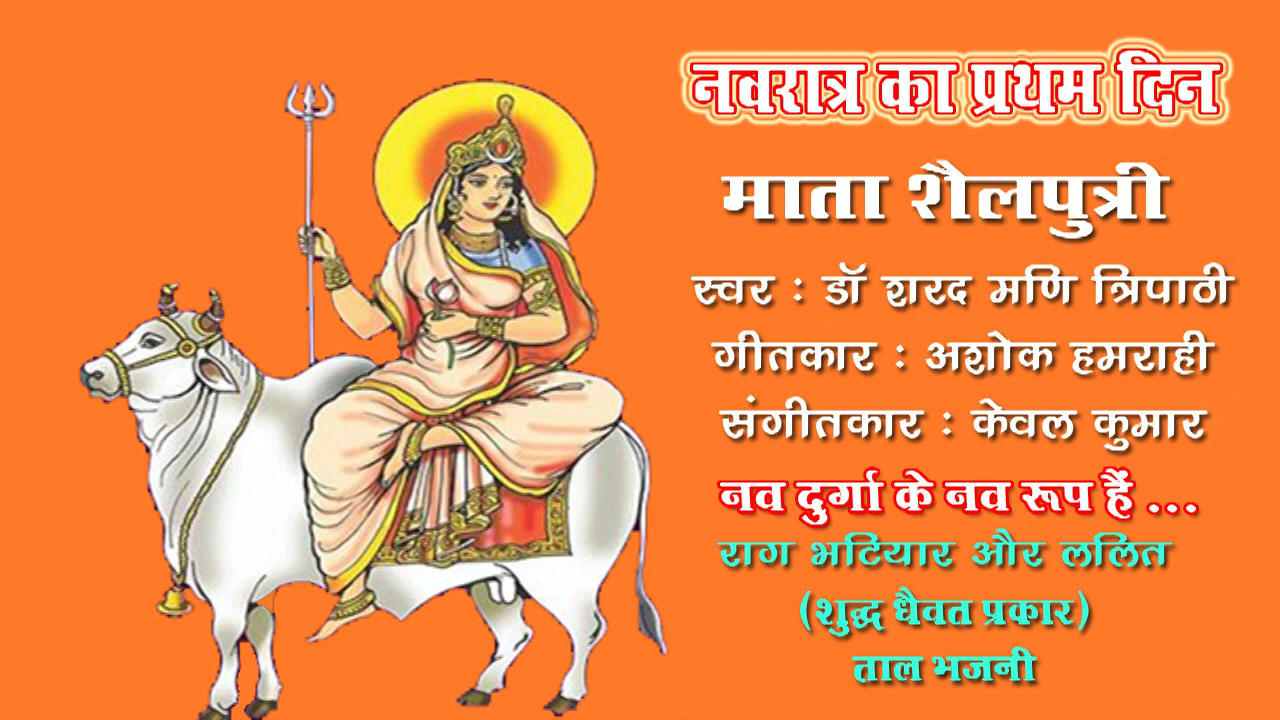 नवरात्र का प्रथम दिन
माता शैलपुत्री
स्वर : डॉ शरद मणि त्रिपाठी
गीतकार : अशोक हमराही
संगीतकार : केवल कुमार
नव दुर्गा के नव रूप हैं ...
राग भटियार और ललित
(शुद्ध धैवत प्रकार)
ताल भजनी